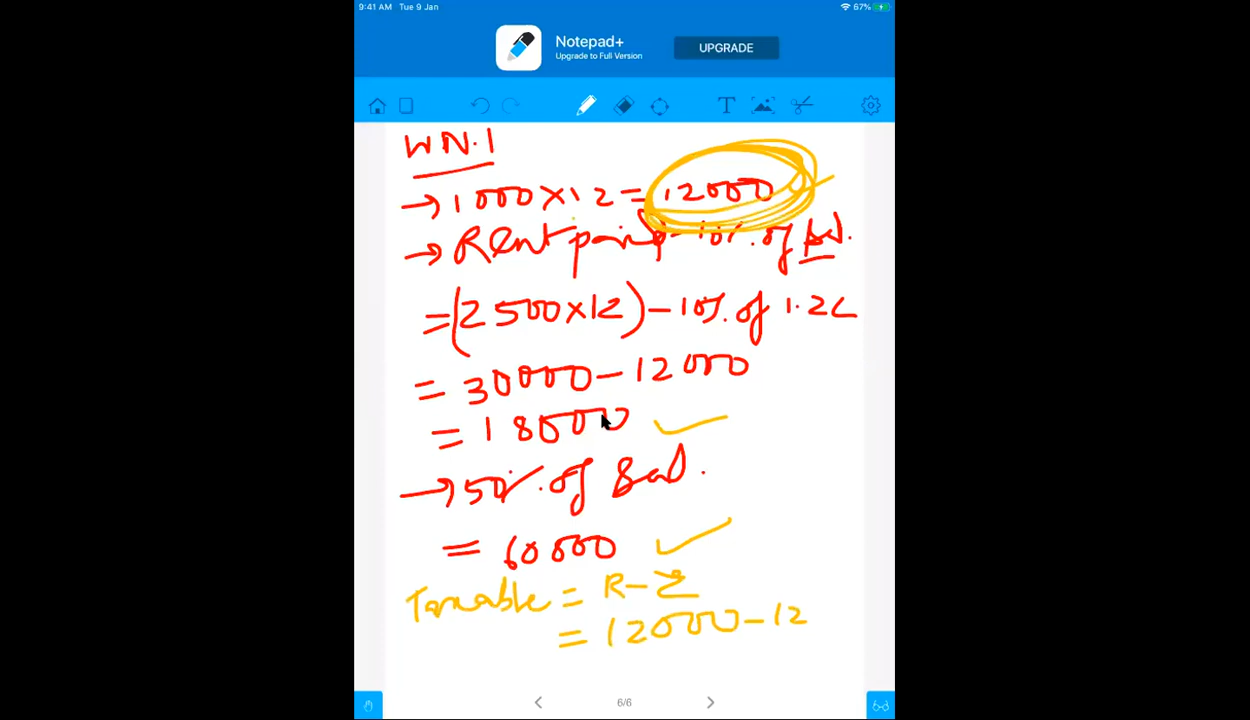 9:41 AM Tue 9 Jan
67%
Notepad+
Upgrade to Full Version
UPGRADE
T
WN.1
→ 1000×12 = 12000
→ Rent paid - 10% of Sal.
= (2500×12) - 10% of 1.2L
= 30000 - 12000
= 18000 ✓
→ 50% of Sal.
= 60000 ✓
Taxable = R - Σ
= 12000 - 12
< 6/6 >